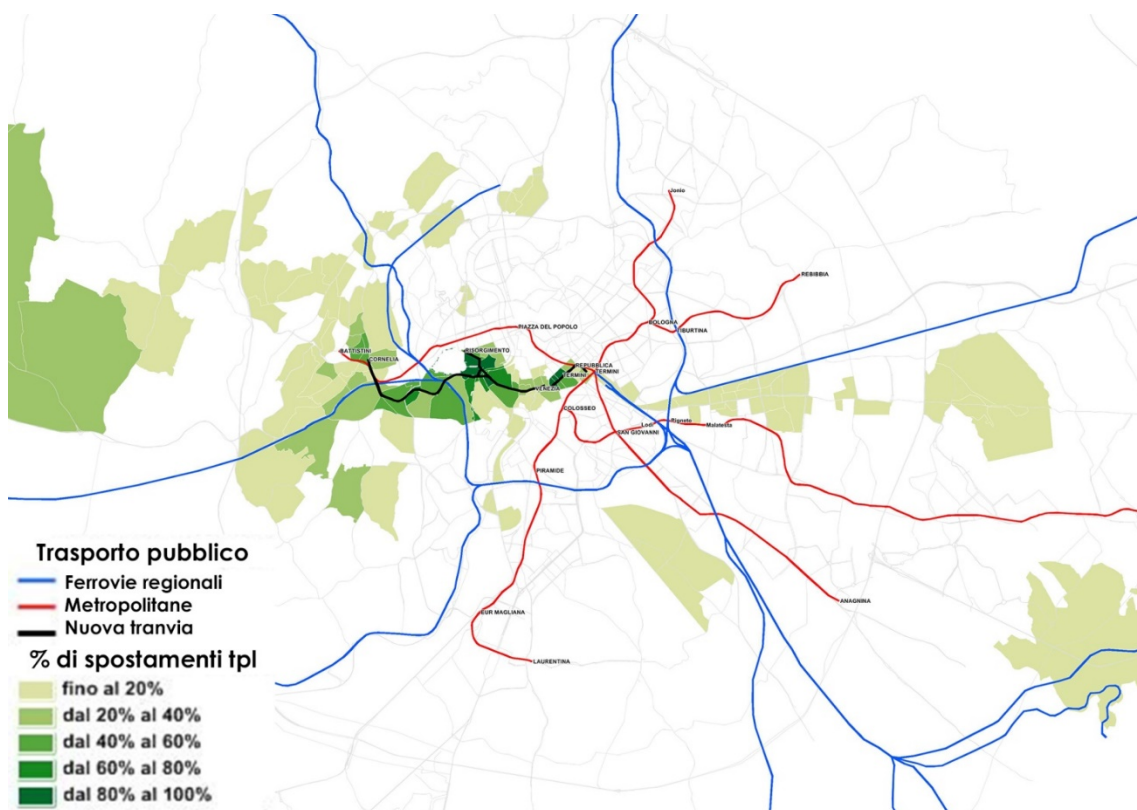 Jonio
REBIBBIA
BOLOGNA
TIBURTINA
PIAZZA DEL POPOLO
BATTISTINI
CORNELIA
RISORGIMENTO
REPUBBLICA
TERMINI
TERMINI
VENEZIA
COLOSSEO
Lodi
Pigneto
Malatesta
SAN GIOVANNI
PIRAMIDE
ANAGNINA
EUR MAGLIANA
LAURENTINA
Trasporto pubblico
Ferrovie regionali
Metropolitane
Nuova tranvia
% di spostamenti tpl
fino al 20%
dal 20% al 40%
dal 40% al 60%
dal 60% al 80%
dal 80% al 100%